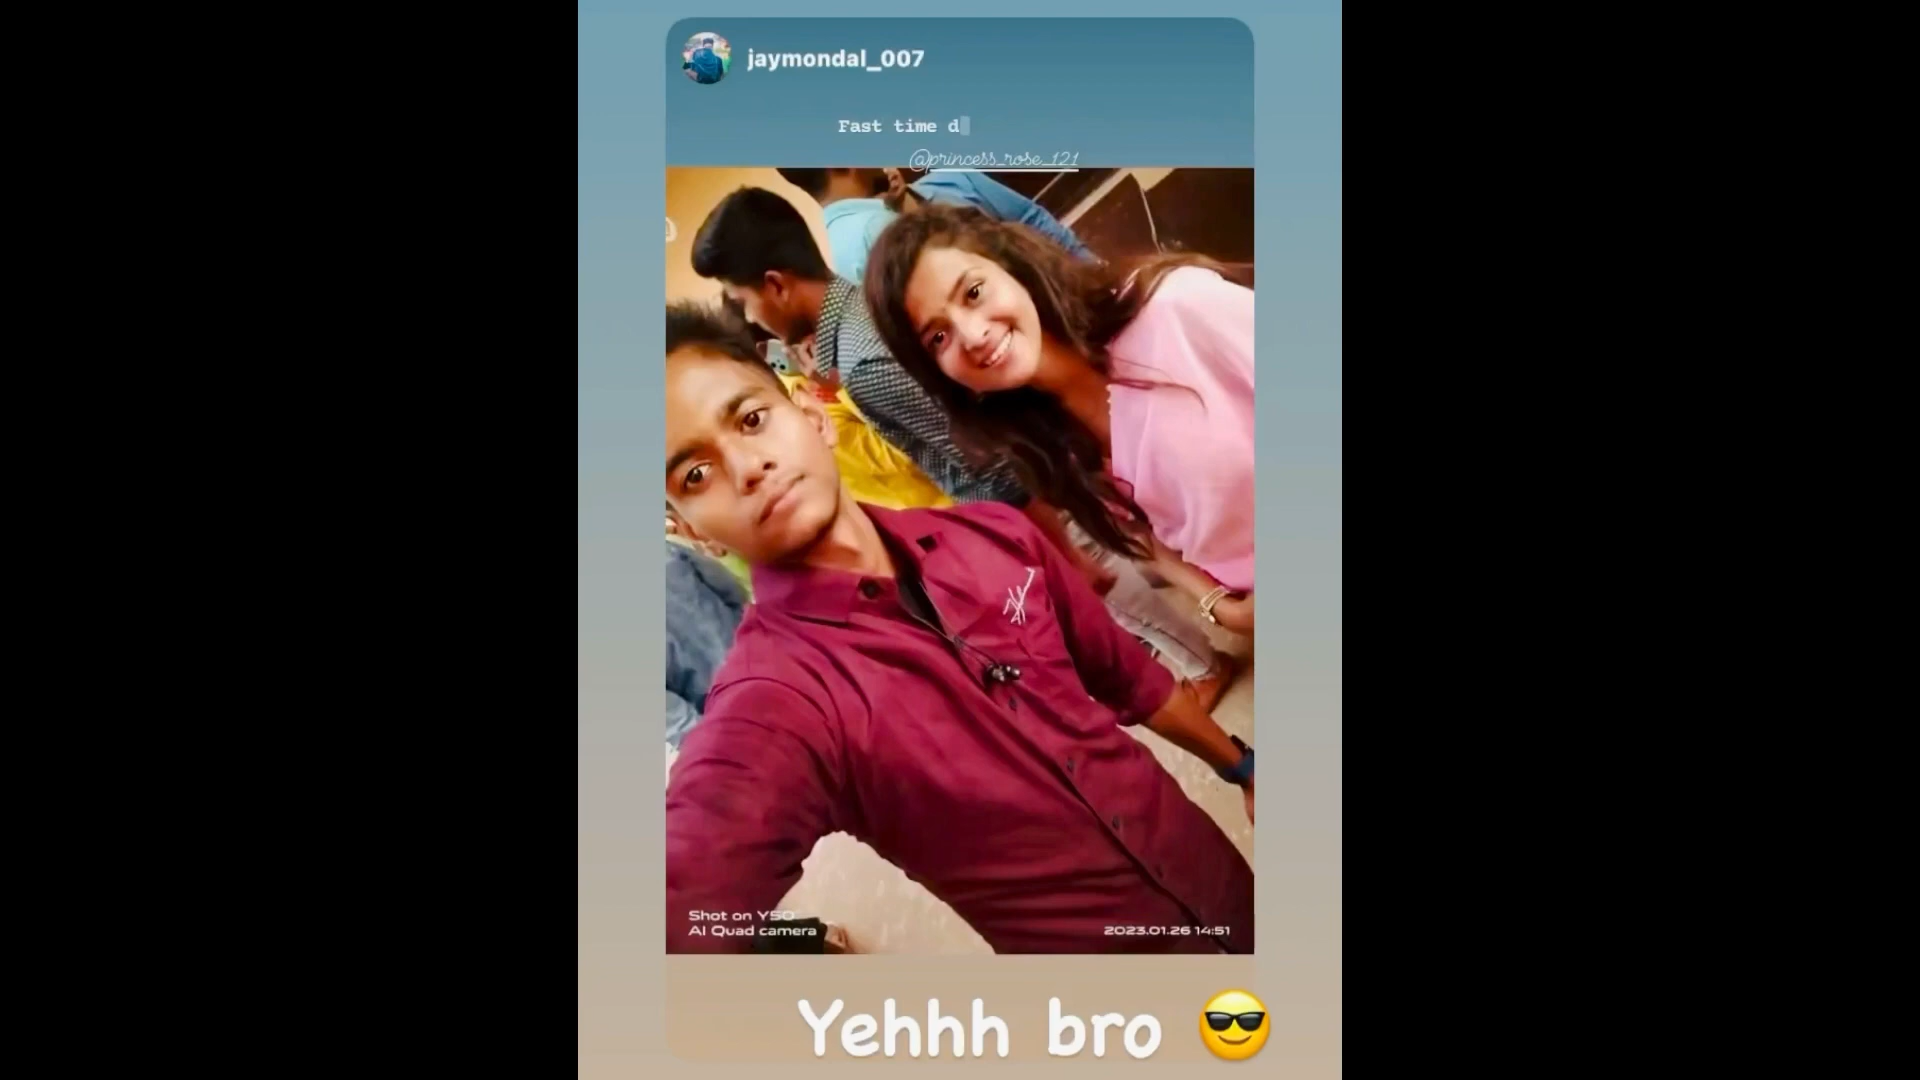 jaymondal_007
Fast time d
@princess_rose_121
Shot on Y50
AI Quad camera
2023.01.26 14:51
Yehhh bro 😎